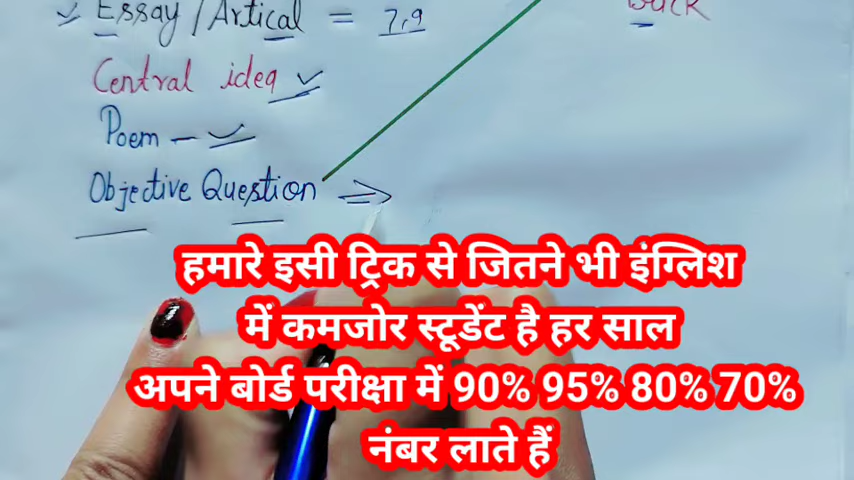 Essay / Artical = 7,9
Central idea
Poem –
Objective Question ⇒
हमारे इसी ट्रिक से जितने भी इंग्लिश
में कमजोर स्टूडेंट है हर साल
अपने बोर्ड परीक्षा में 90% 95% 80% 70%
नंबर लाते हैं